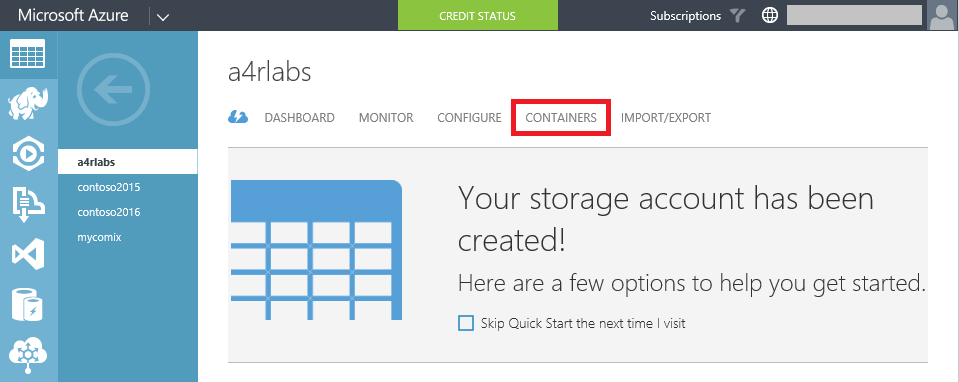 Microsoft Azure CREDIT STATUS Subscriptions
a4rlabs
DASHBOARD MONITOR CONFIGURE CONTAINERS IMPORT/EXPORT
a4rlabs
contoso2015
contoso2016
mycomix
Your storage account has been
created!
Here are a few options to help you get started.
Skip Quick Start the next time I visit